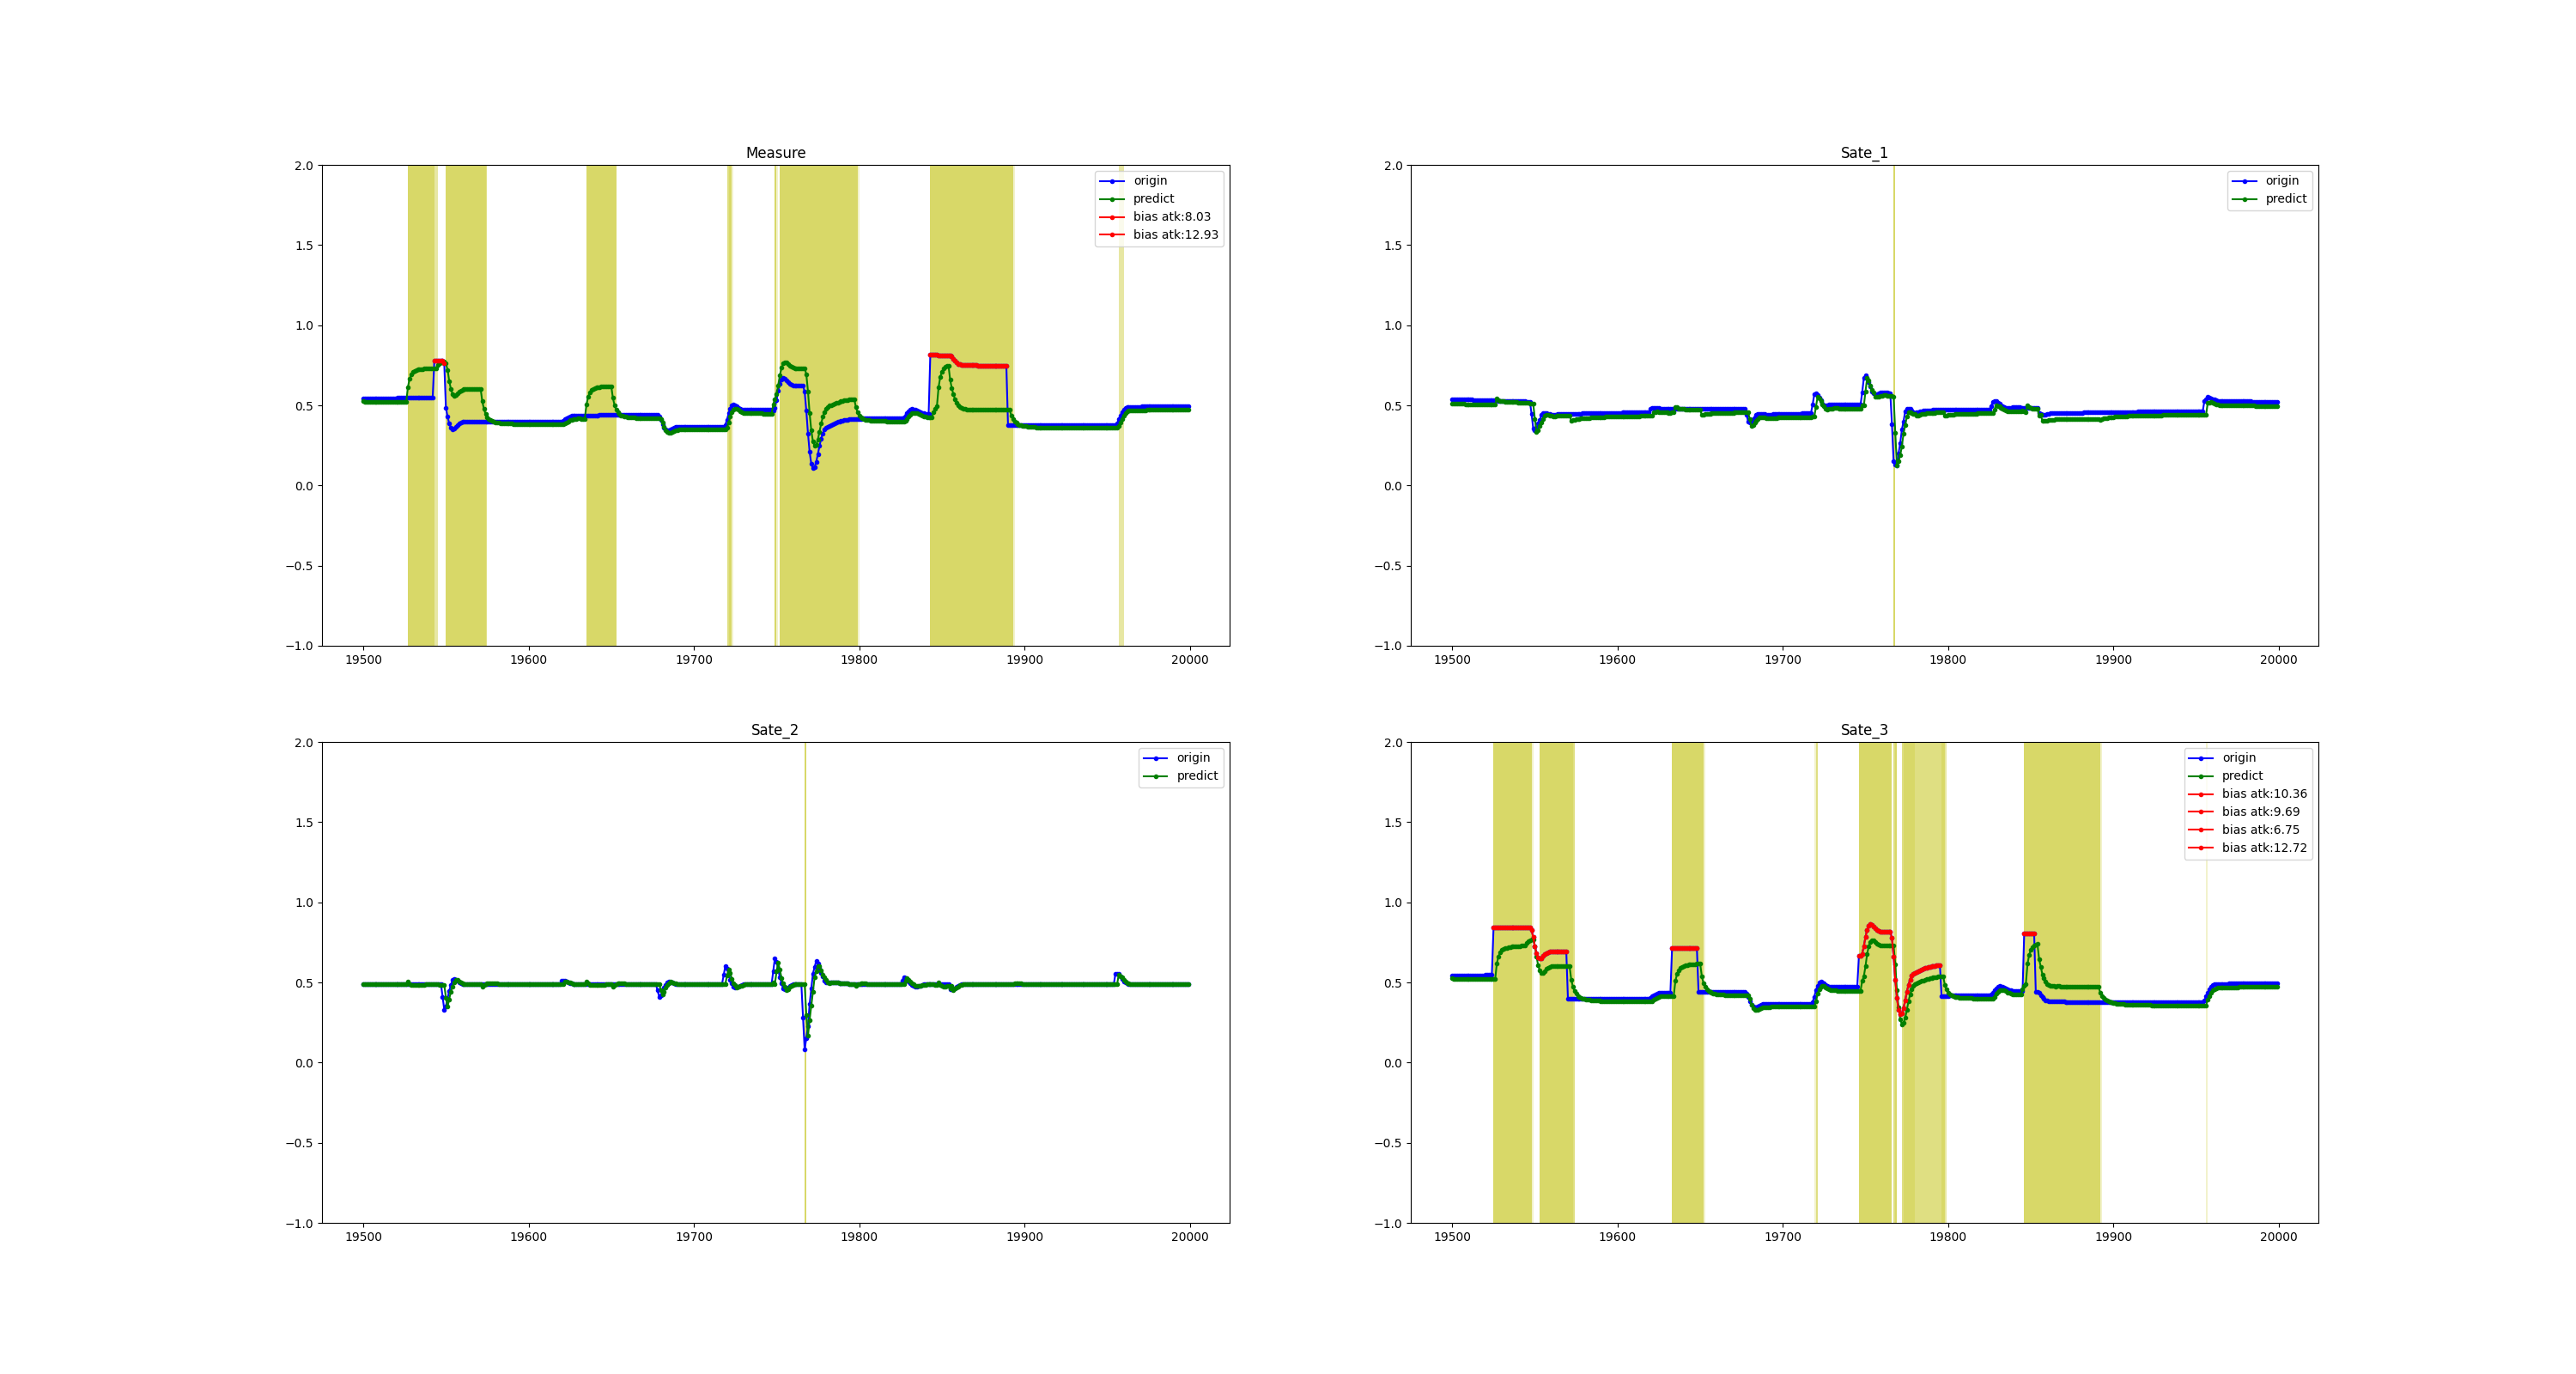 Measure
2.0
1.5
1.0
0.5
0.0
−0.5
−1.0
19500 19600 19700 19800 19900 20000
origin
predict
bias atk:8.03
bias atk:12.93
Sate_1
2.0
1.5
1.0
0.5
0.0
−0.5
−1.0
19500 19600 19700 19800 19900 20000
origin
predict
Sate_2
2.0
1.5
1.0
0.5
0.0
−0.5
−1.0
19500 19600 19700 19800 19900 20000
origin
predict
Sate_3
2.0
1.5
1.0
0.5
0.0
−0.5
−1.0
19500 19600 19700 19800 19900 20000
origin
predict
bias atk:10.36
bias atk:9.69
bias atk:6.75
bias atk:12.72